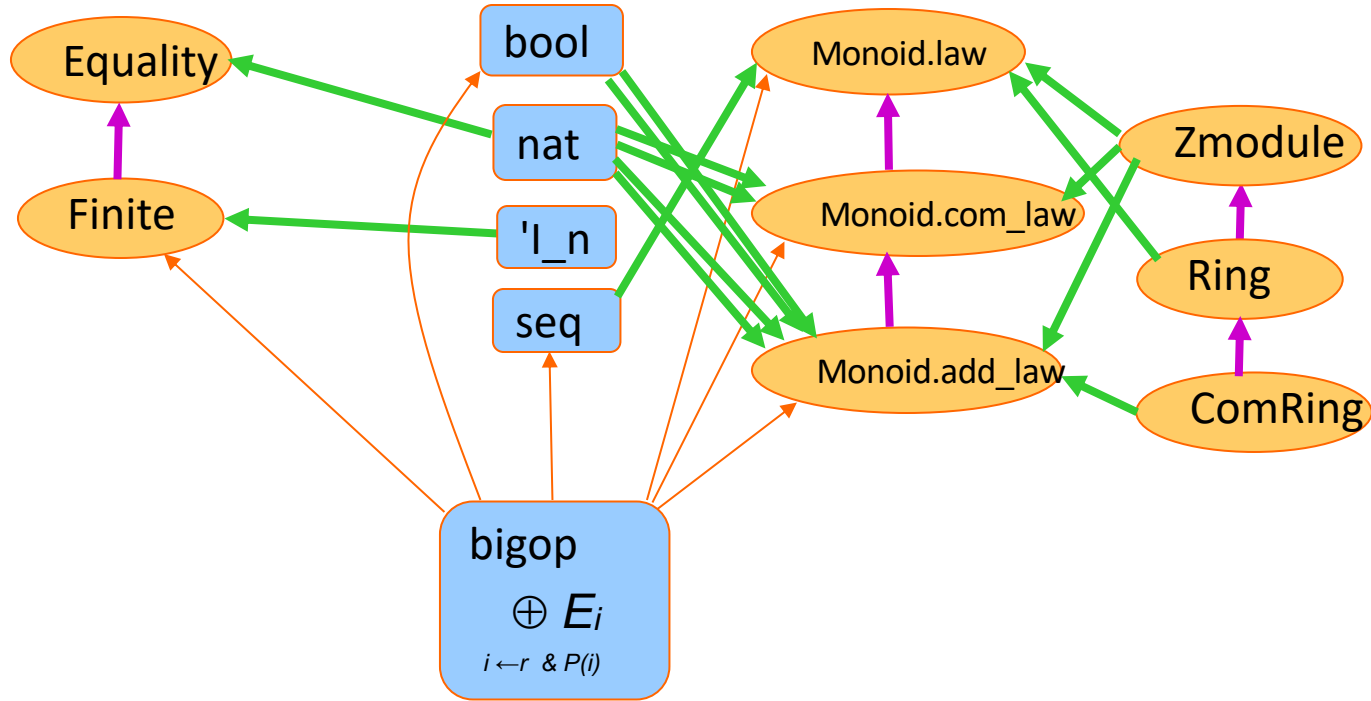 Equality
bool
Monoid.law
nat
Zmodule
Finite
Monoid.com_law
'I_n
Ring
seq
Monoid.add_law
ComRing
bigop
⊕ Ei
i ←r & P(i)